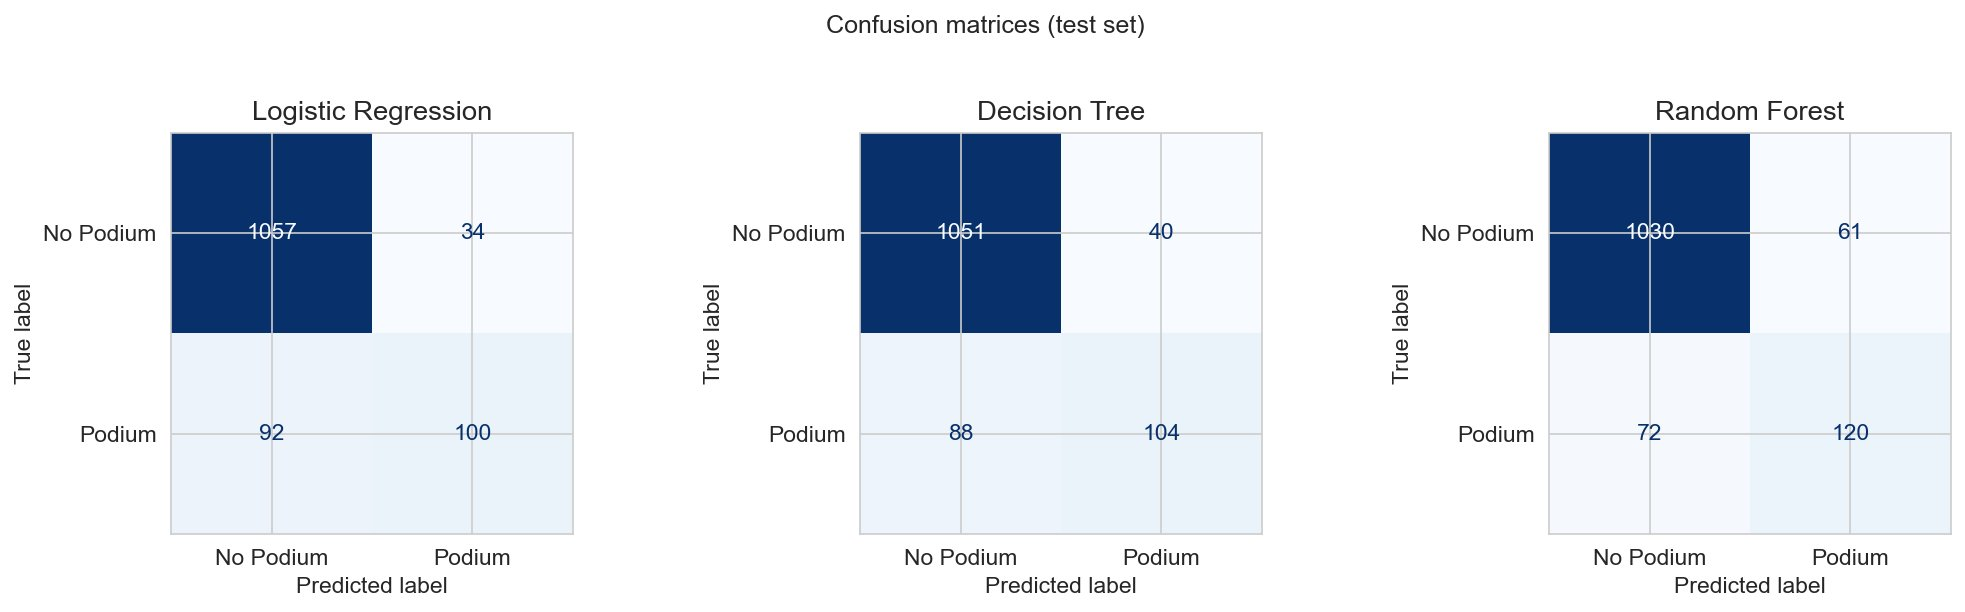 Confusion matrices (test set)
Logistic Regression
True label
No Podium
1057
34
Podium
92
100
No Podium
Podium
Predicted label
Decision Tree
True label
No Podium
1051
40
Podium
88
104
No Podium
Podium
Predicted label
Random Forest
True label
No Podium
1030
61
Podium
72
120
No Podium
Podium
Predicted label